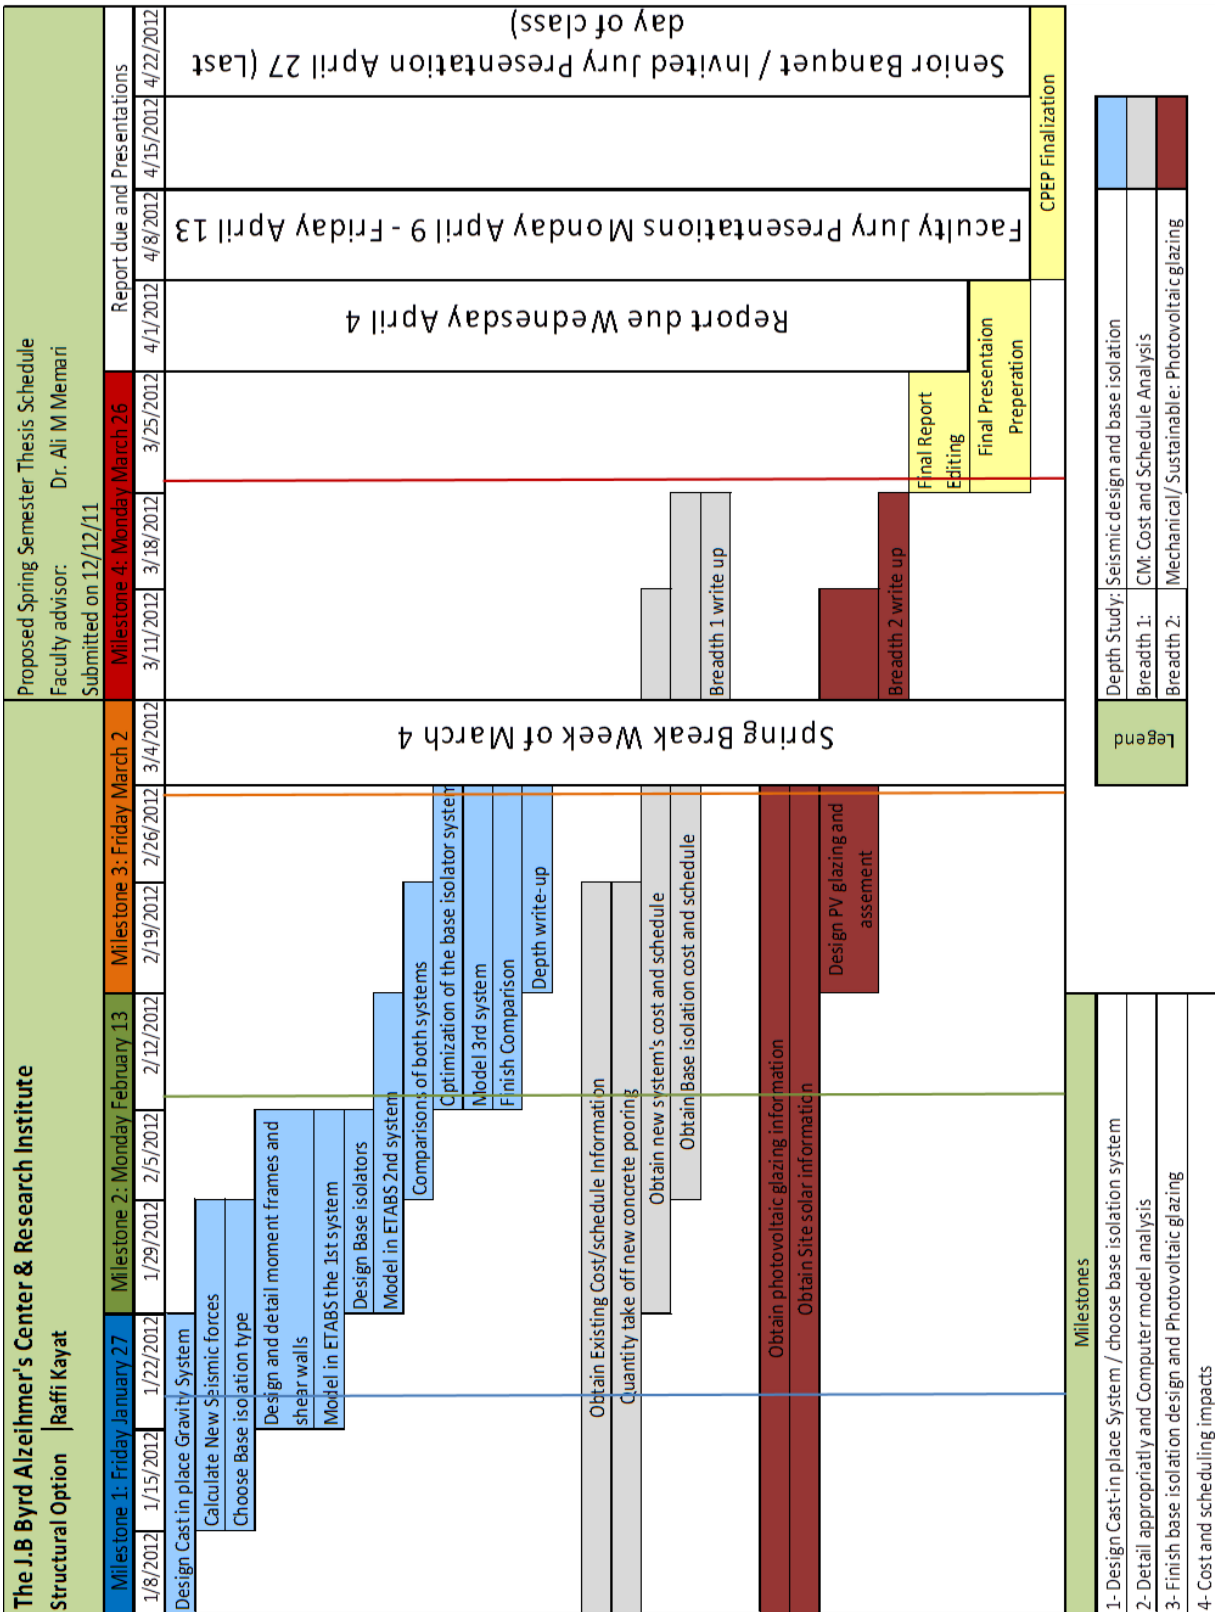 The J.B Byrd Alzeihmer's Center & Research Institute
Structural Option
Raffi Kayat
Proposed Spring Semester Thesis Schedule
Faculty advisor: Dr. Ali M Memari
Submitted on 12/12/11
Milestone 1: Friday January 27
Milestone 2: Monday February 13
Milestone 3: Friday March 2
Milestone 4: Monday March 26
Report due and Presentations
1/8/2012
1/15/2012
1/22/2012
1/29/2012
2/5/2012
2/12/2012
2/19/2012
2/26/2012
3/4/2012
3/11/2012
3/18/2012
3/25/2012
4/1/2012
4/8/2012
4/15/2012
4/22/2012
Design Cast in place Gravity System
Calculate New Seismic forces
Choose Base isolation type
Design and detail moment frames and
shear walls
Model in ETABS the 1st system
Design Base isolators
Model in ETABS 2nd system
Comparisons of both systems
Optimization of the base isolator system
Model 3rd system
Finish Comparison
Depth write-up
Obtain Existing Cost/schedule Information
Quantity take off new concrete pooring
Obtain new system's cost and schedule
Obtain Base isolation cost and schedule
Breadth 1 write up
Obtain photovoltaic glazing information
Obtain Site solar information
Design PV glazing and
assement
Breadth 2 write up
Spring Break Week of March 4
Final Report
Editing
Final Presentaion
Preperation
Report due Wednesday April 4
Faculty Jury Presentations Monday April 9 - Friday April 13
Senior Banquet / Invited Jury Presentation April 27 (Last
day of class)
CPEP Finalization
Milestones
1- Design Cast-in place System / choose base isolation system
2- Detail appropriatly and Computer model analysis
3- Finish base isolation design and Photovoltaic glazing
4- Cost and scheduling impacts
Legend
Depth Study: Seismic design and base isolation
Breadth 1: CM: Cost and Schedule Analysis
Breadth 2: Mechanical/ Sustainable: Photovoltaic glazing